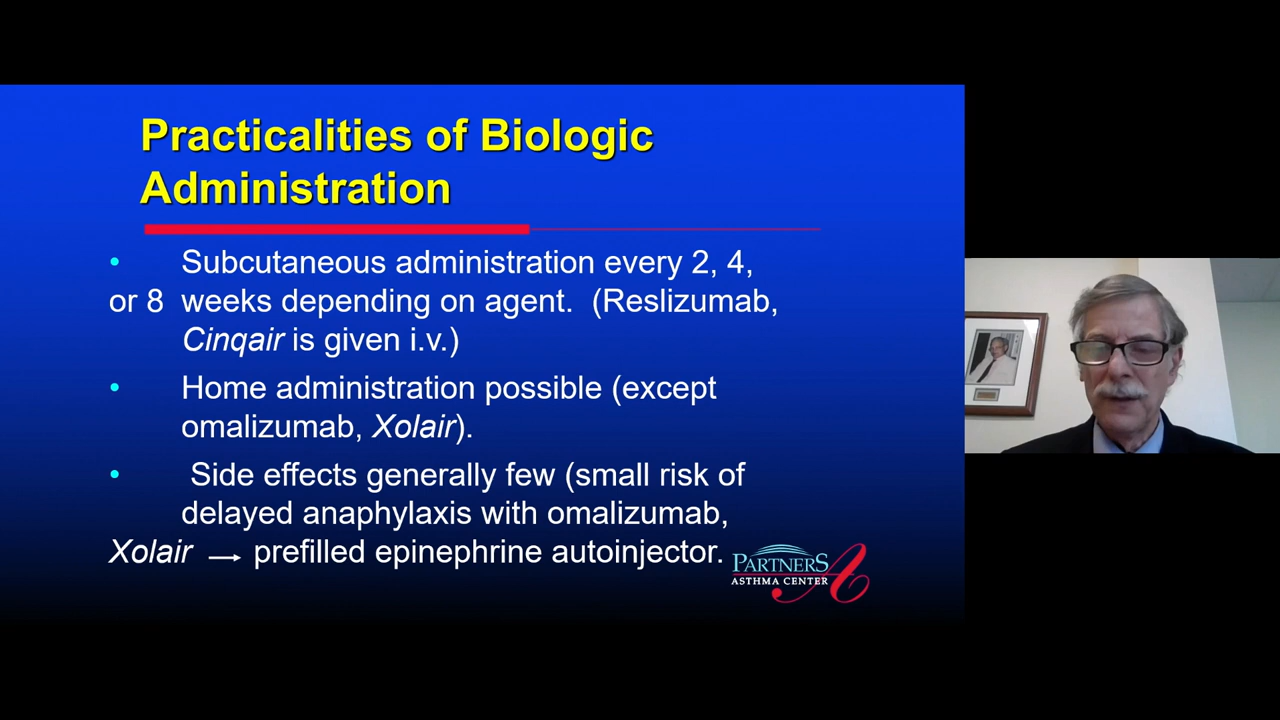 Practicalities of Biologic
Administration
• Subcutaneous administration every 2, 4,
or 8 weeks depending on agent. (Reslizumab,
Cinqair is given i.v.)
• Home administration possible (except
omalizumab, Xolair).
• Side effects generally few (small risk of
delayed anaphylaxis with omalizumab,
Xolair → prefilled epinephrine autoinjector.
PARTNERS
ASTHMA CENTER